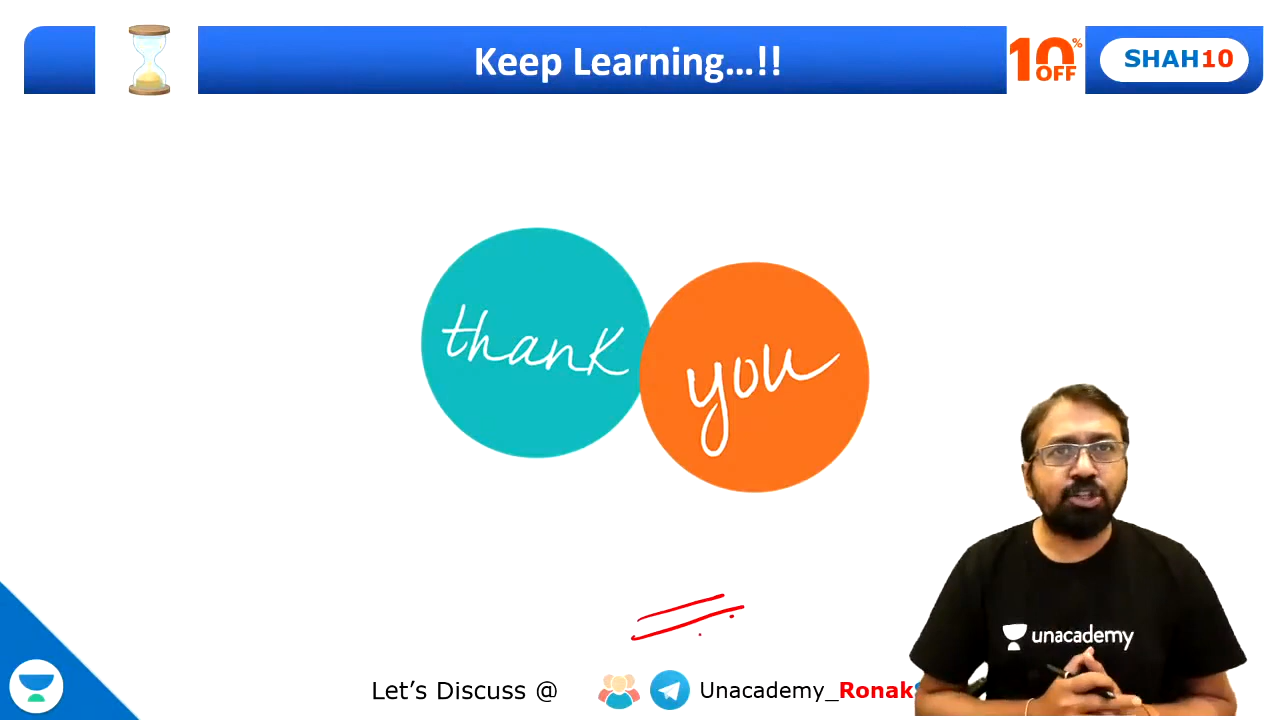 Keep Learning...!!
10% OFF
SHAH10
thank
you
unacademy
Let's Discuss @ Unacademy_Ronak